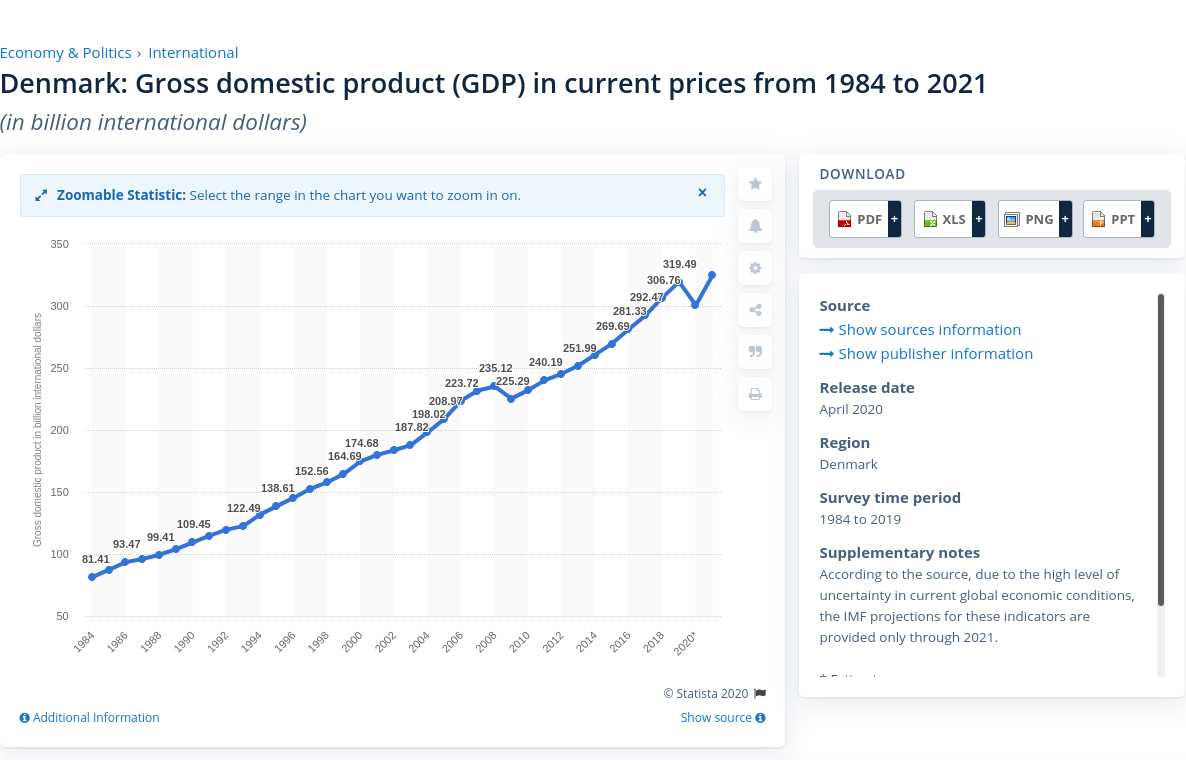 Economy & Politics › International
Denmark: Gross domestic product (GDP) in current prices from 1984 to 2021
(in billion international dollars)
Zoomable Statistic: Select the range in the chart you want to zoom in on. ×
Gross domestic product in billion international dollars
350
300
250
200
150
100
50
81.41
93.47
99.41
109.45
122.49
138.61
152.56
164.69
174.68
187.82
198.02
208.97
223.72
235.12
225.29
240.19
251.99
269.69
281.33
292.47
306.76
319.49
1984
1986
1988
1990
1992
1994
1996
1998
2000
2002
2004
2006
2008
2010
2012
2014
2016
2018
2020*
© Statista 2020
Additional Information
Show source
DOWNLOAD
PDF +
XLS +
PNG +
PPT +
Source
Show sources information
Show publisher information
Release date
April 2020
Region
Denmark
Survey time period
1984 to 2019
Supplementary notes
According to the source, due to the high level of
uncertainty in current global economic conditions,
the IMF projections for these indicators are
provided only through 2021.